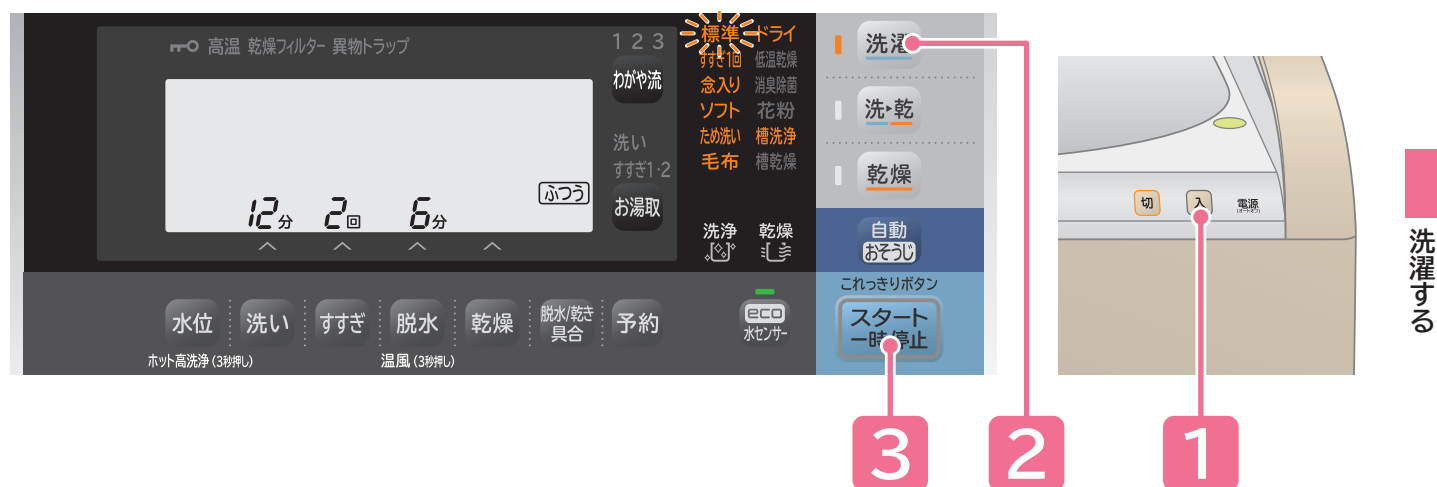 高温 乾燥フィルター 異物トラップ
1 2 3
わがや流
洗い
すすぎ1・2
お湯取
12分 2回 6分 ふつう
標準 ドライ
すすぎ1回 低温乾燥
念入り 消臭除菌
ソフト 花粉
ため洗い 槽洗浄
毛布 槽乾燥
洗浄 乾燥
洗濯
洗▸乾
乾燥
自動
おそうじ
これっきりボタン
スタート
一時停止
水位 洗い すすぎ 脱水 乾燥 脱水/乾き具合 予約
ホット高洗浄(3秒押し) 温風(3秒押し)
eco
水センサー
切 入 電源
(オートオフ)
3 2 1
洗濯する